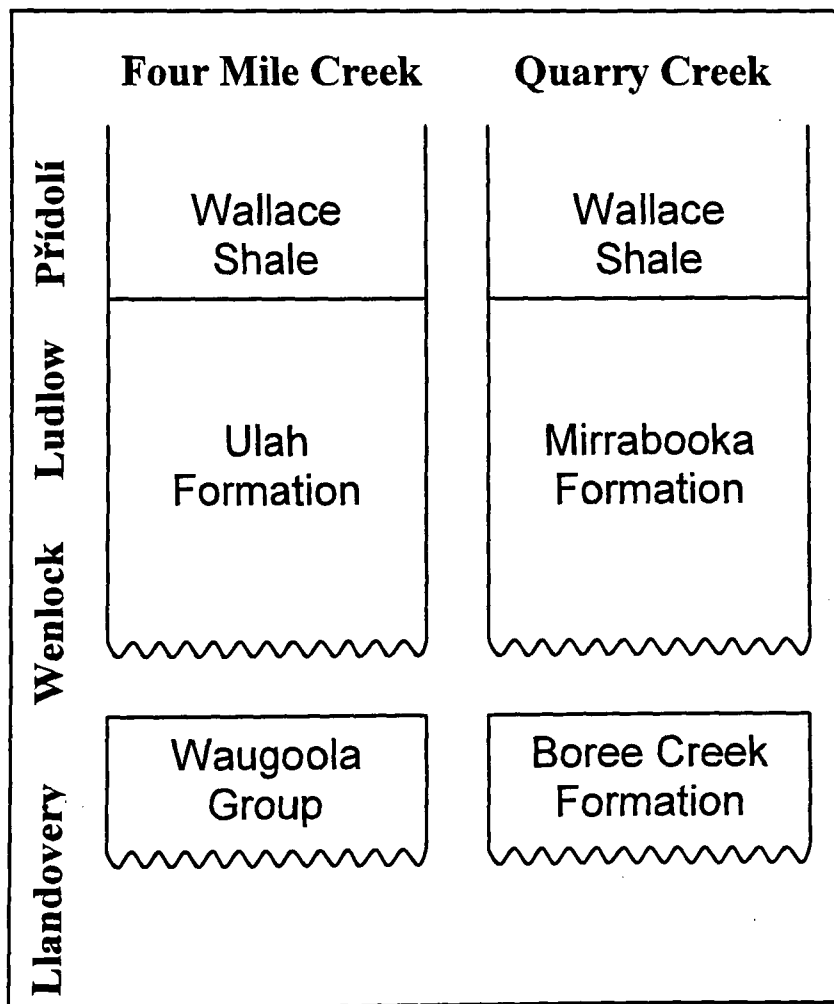 Four Mile Creek
Quarry Creek
Přídolí
Wallace
Shale
Wallace
Shale
Ludlow
Ulah
Formation
Mirrabooka
Formation
Wenlock
Waugoola
Group
Boree Creek
Formation
Llandovery